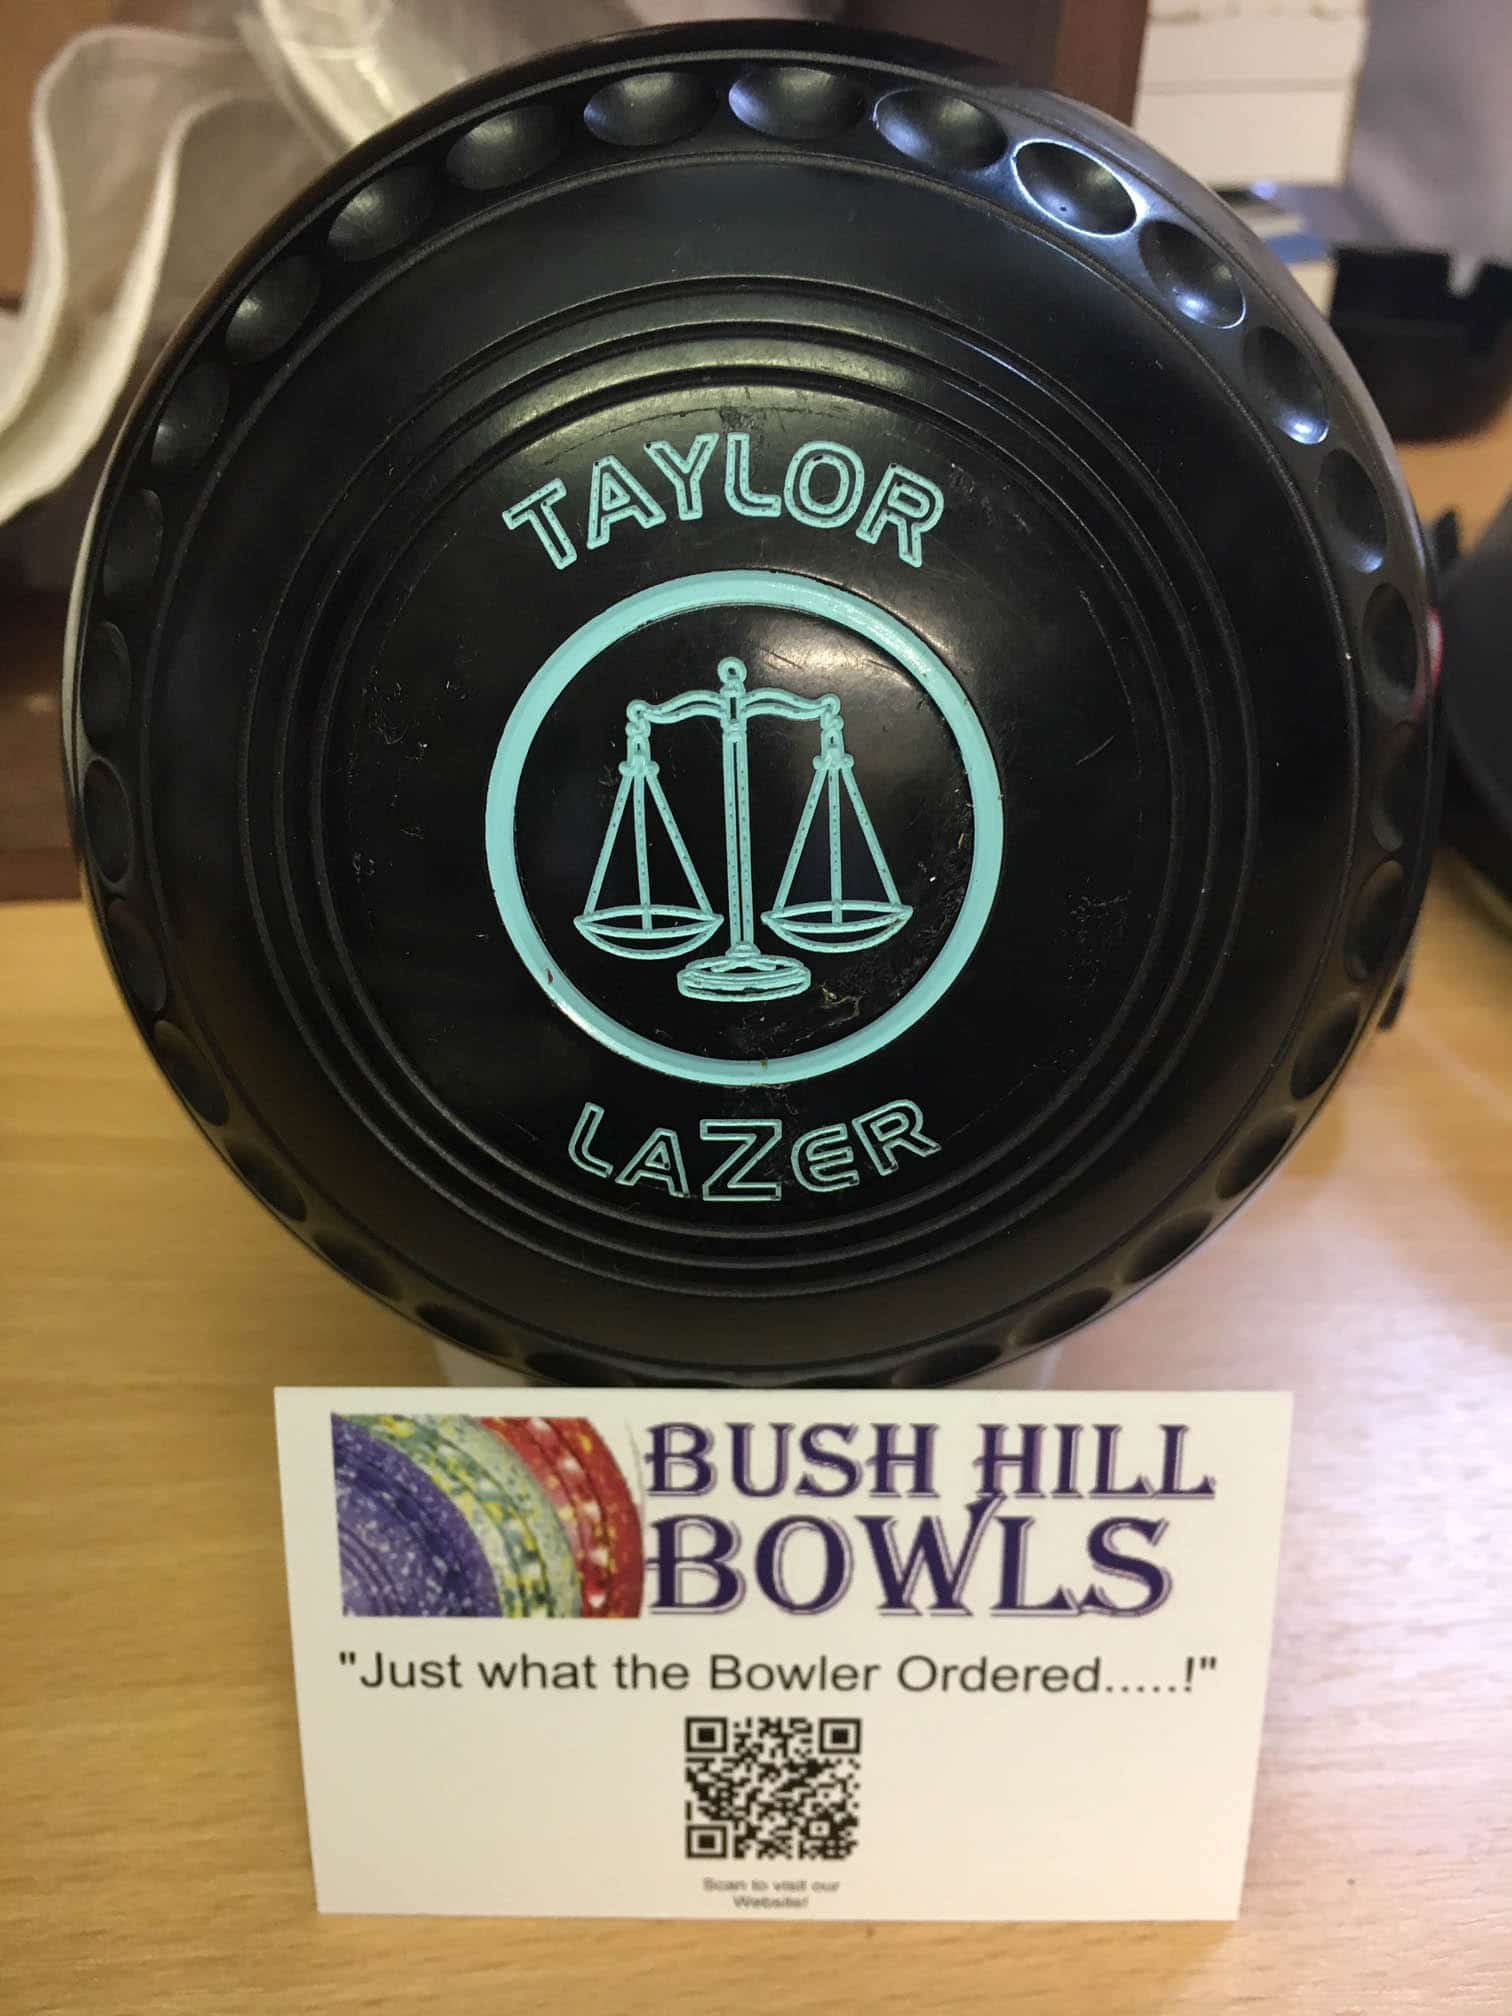 TAYLOR
LAZER
BUSH HILL
BOWLS
"Just what the Bowler Ordered.....!"
Scan to visit our
Website!